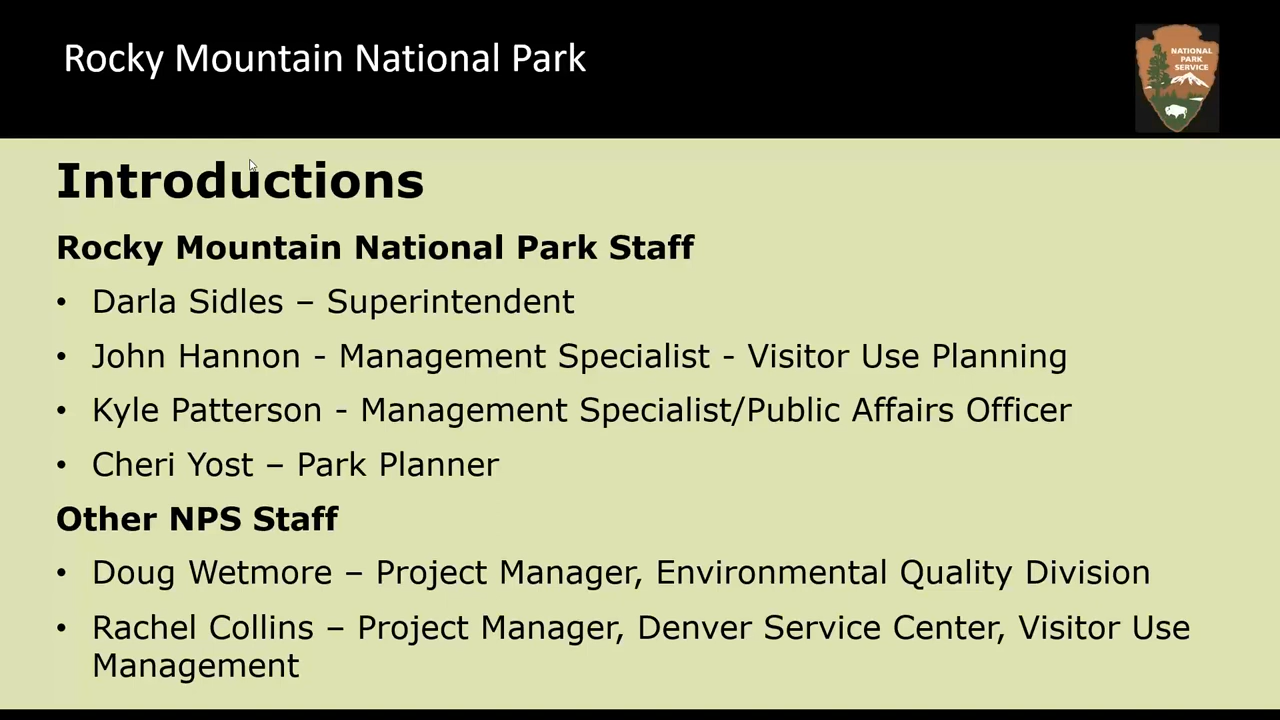 Rocky Mountain National Park
NATIONAL
PARK
SERVICE
Introductions
Rocky Mountain National Park Staff
• Darla Sidles – Superintendent
• John Hannon - Management Specialist - Visitor Use Planning
• Kyle Patterson - Management Specialist/Public Affairs Officer
• Cheri Yost – Park Planner
Other NPS Staff
• Doug Wetmore – Project Manager, Environmental Quality Division
• Rachel Collins – Project Manager, Denver Service Center, Visitor Use
Management